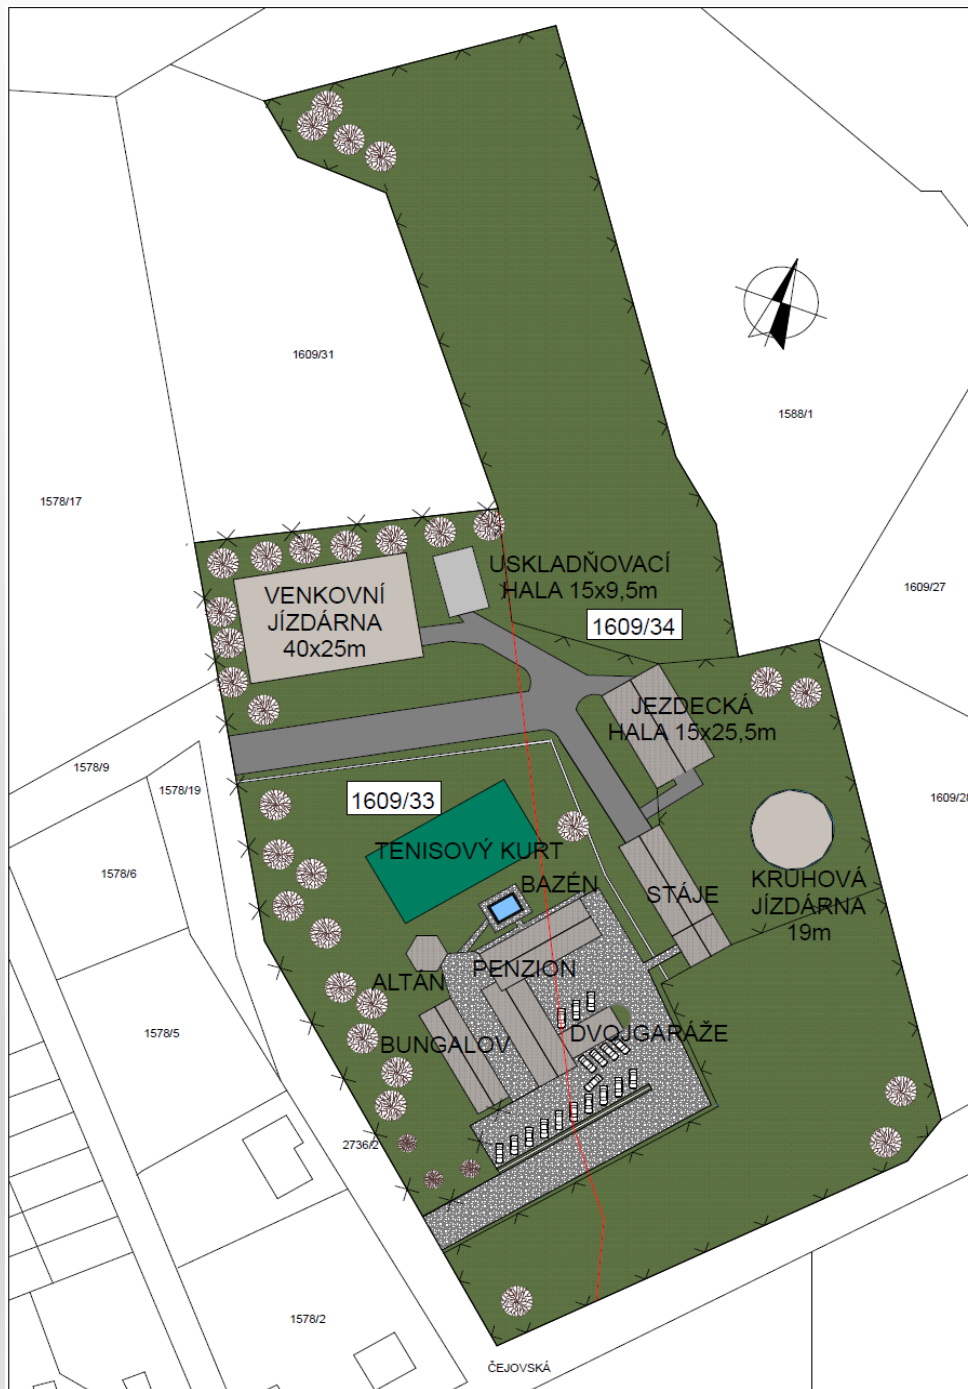 1609/31
1588/1
1578/17
USKLADŇOVACÍ
HALA 15x9,5m
VENKOVNÍ
JÍZDÁRNA
40x25m
1609/27
1609/34
JEZDECKÁ
HALA 15x25,5m
1578/9
1578/19
1609/33
1609/28
TENISOVÝ KURT
1578/6
BAZÉN
STÁJE
KRUHOVÁ
JÍZDÁRNA
19m
PENZION
ALTÁN
1578/5
BUNGALOV
DVOJGARÁŽE
2736/2
1578/2
ČEJOVSKÁ